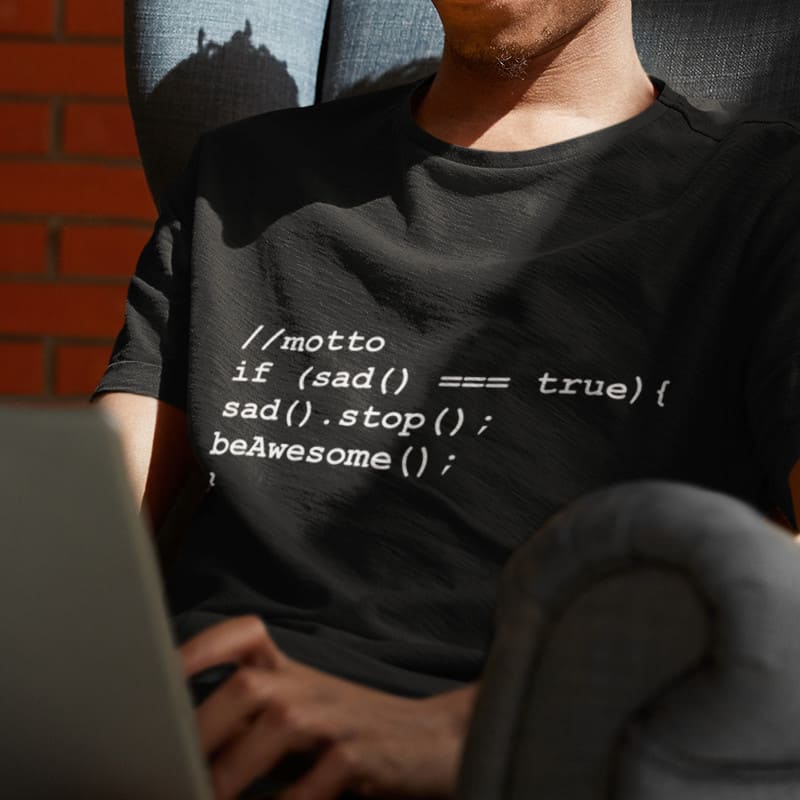 //motto
if (sad() === true){
sad().stop();
beAwesome();
}